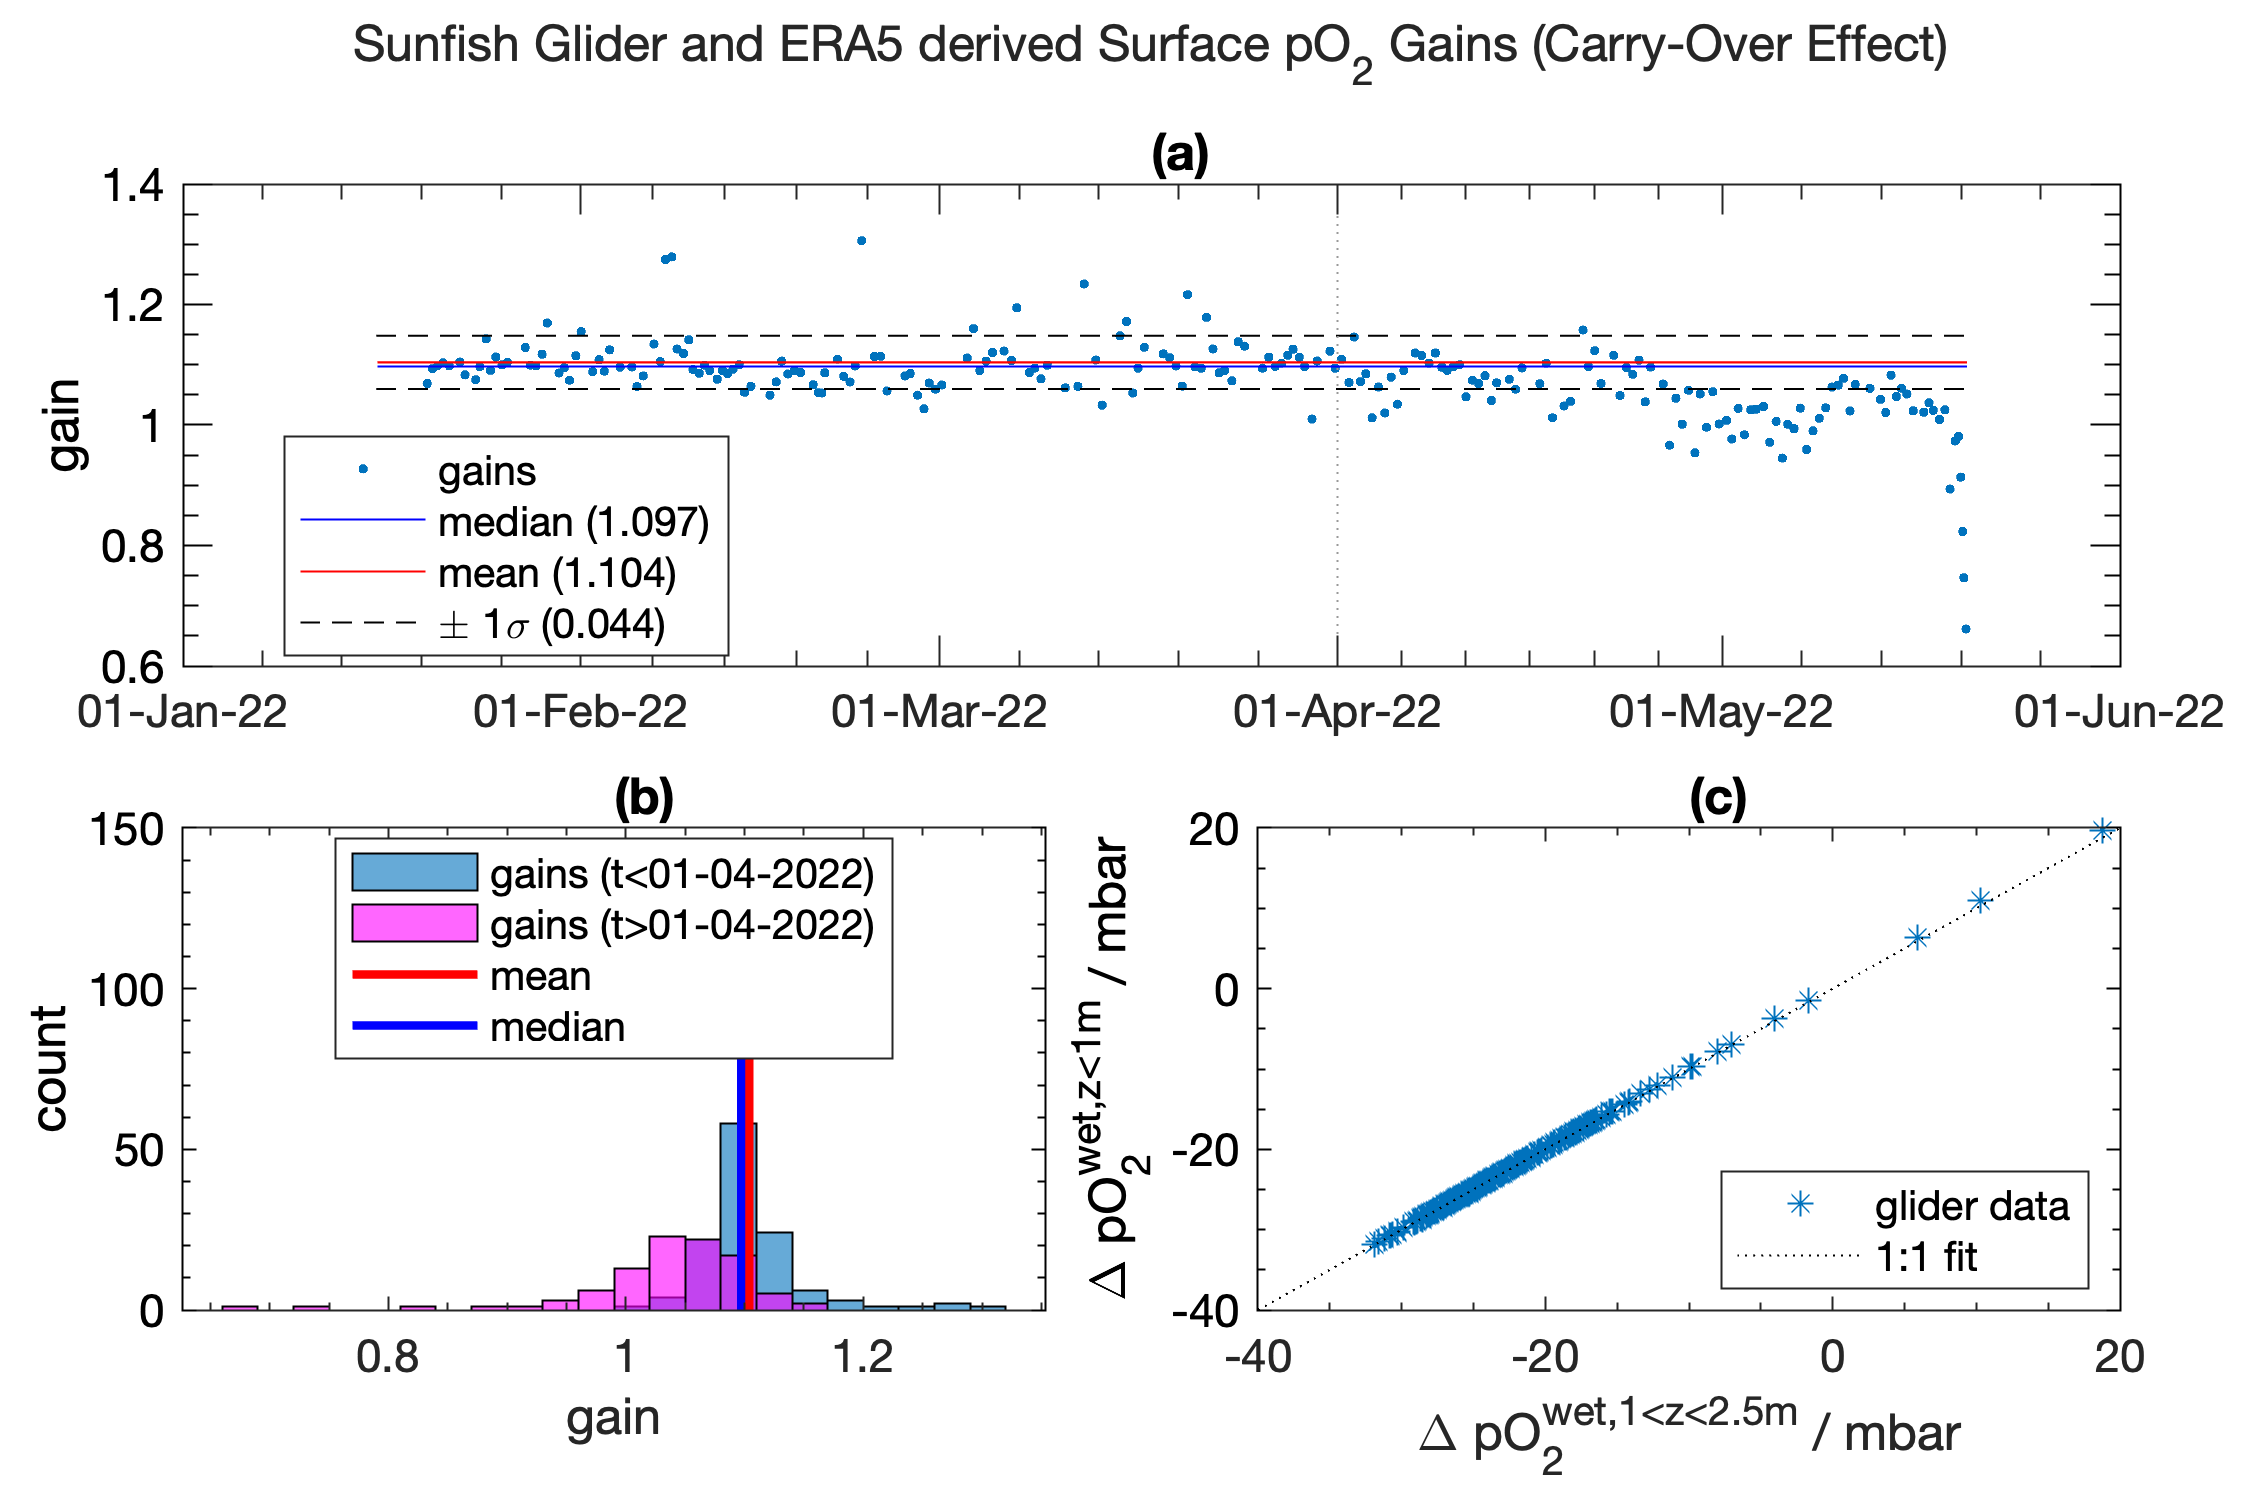 Sunfish Glider and ERA5 derived Surface pO2 Gains (Carry-Over Effect)
(a)
gain
1.4
1.2
1
0.8
0.6
gains
median (1.097)
mean (1.104)
± 1σ (0.044)
01-Jan-22 01-Feb-22 01-Mar-22 01-Apr-22 01-May-22 01-Jun-22
(b)
count
150
100
50
0
gains (t<01-04-2022)
gains (t>01-04-2022)
mean
median
0.8 1 1.2
gain
(c)
Δ pO2^wet,z<1m / mbar
20
0
-20
-40
glider data
1:1 fit
-40 -20 0 20
Δ pO2^wet,1<z<2.5m / mbar